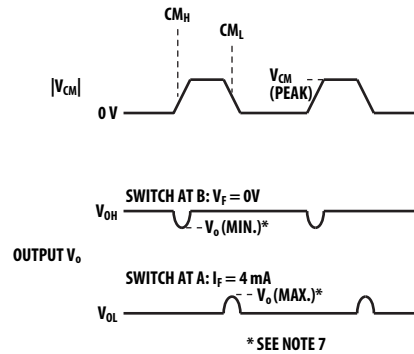 CM_H
CM_L
|V_CM|
V_CM
(PEAK)
0 V
SWITCH AT B: V_F = 0V
V_OH
V_o (MIN.)*
OUTPUT V_o
SWITCH AT A: I_F = 4 mA
V_o (MAX.)*
V_OL
* SEE NOTE 7